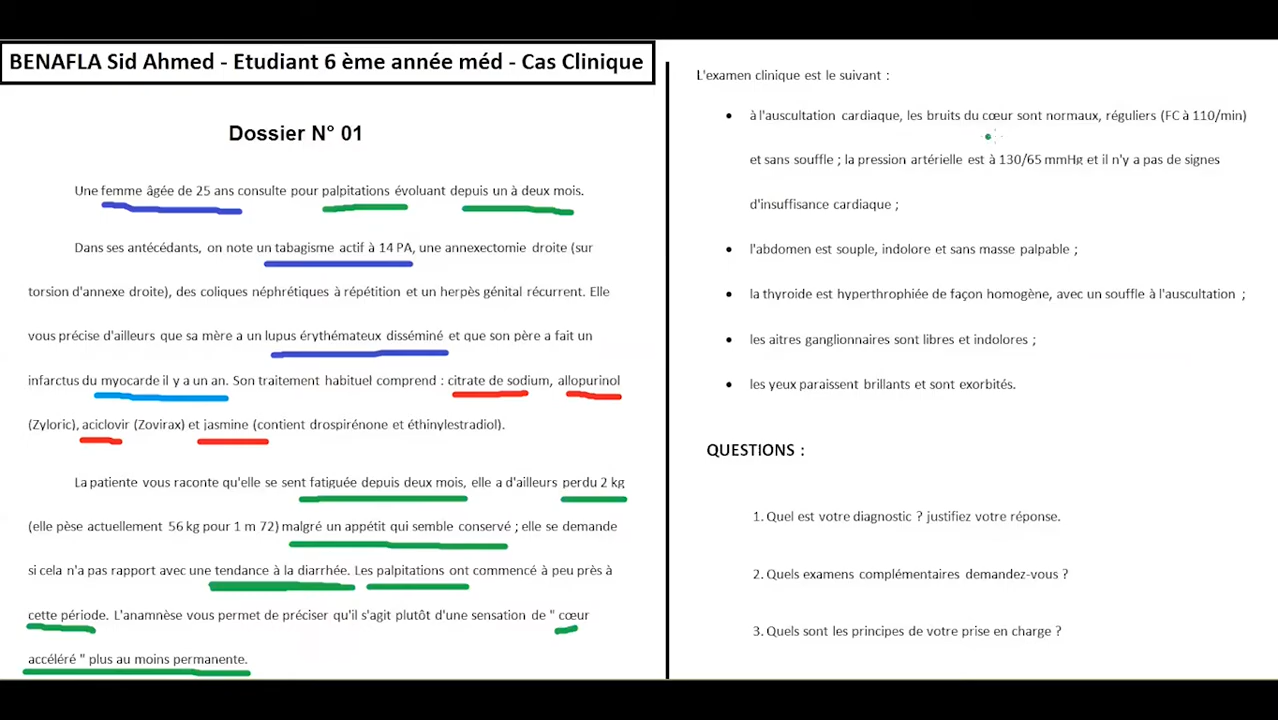 BENAFLA Sid Ahmed - Etudiant 6 ème année méd - Cas Clinique
Dossier N° 01
Une femme âgée de 25 ans consulte pour palpitations évoluant depuis un à deux mois.
Dans ses antécédants, on note un tabagisme actif à 14 PA, une annexectomie droite (sur
torsion d'annexe droite), des coliques néphrétiques à répétition et un herpès génital récurrent. Elle
vous précise d'ailleurs que sa mère a un lupus érythémateux disséminé et que son père a fait un
infarctus du myocarde il y a un an. Son traitement habituel comprend : citrate de sodium, allopurinol
(Zyloric), aciclovir (Zovirax) et jasmine (contient drospirénone et éthinylestradiol).
La patiente vous raconte qu'elle se sent fatiguée depuis deux mois, elle a d'ailleurs perdu 2 kg
(elle pèse actuellement 56 kg pour 1 m 72) malgré un appétit qui semble conservé ; elle se demande
si cela n'a pas rapport avec une tendance à la diarrhée. Les palpitations ont commencé à peu près à
cette période. L'anamnèse vous permet de préciser qu'il s'agit plutôt d'une sensation de " cœur
accéléré " plus au moins permanente.
L'examen clinique est le suivant :
• à l'auscultation cardiaque, les bruits du cœur sont normaux, réguliers (FC à 110/min)
et sans souffle ; la pression artérielle est à 130/65 mmHg et il n'y a pas de signes
d'insuffisance cardiaque ;
• l'abdomen est souple, indolore et sans masse palpable ;
• la thyroide est hyperthrophiée de façon homogène, avec un souffle à l'auscultation ;
• les aitres ganglionnaires sont libres et indolores ;
• les yeux paraissent brillants et sont exorbités.
QUESTIONS :
1. Quel est votre diagnostic ? justifiez votre réponse.
2. Quels examens complémentaires demandez-vous ?
3. Quels sont les principes de votre prise en charge ?